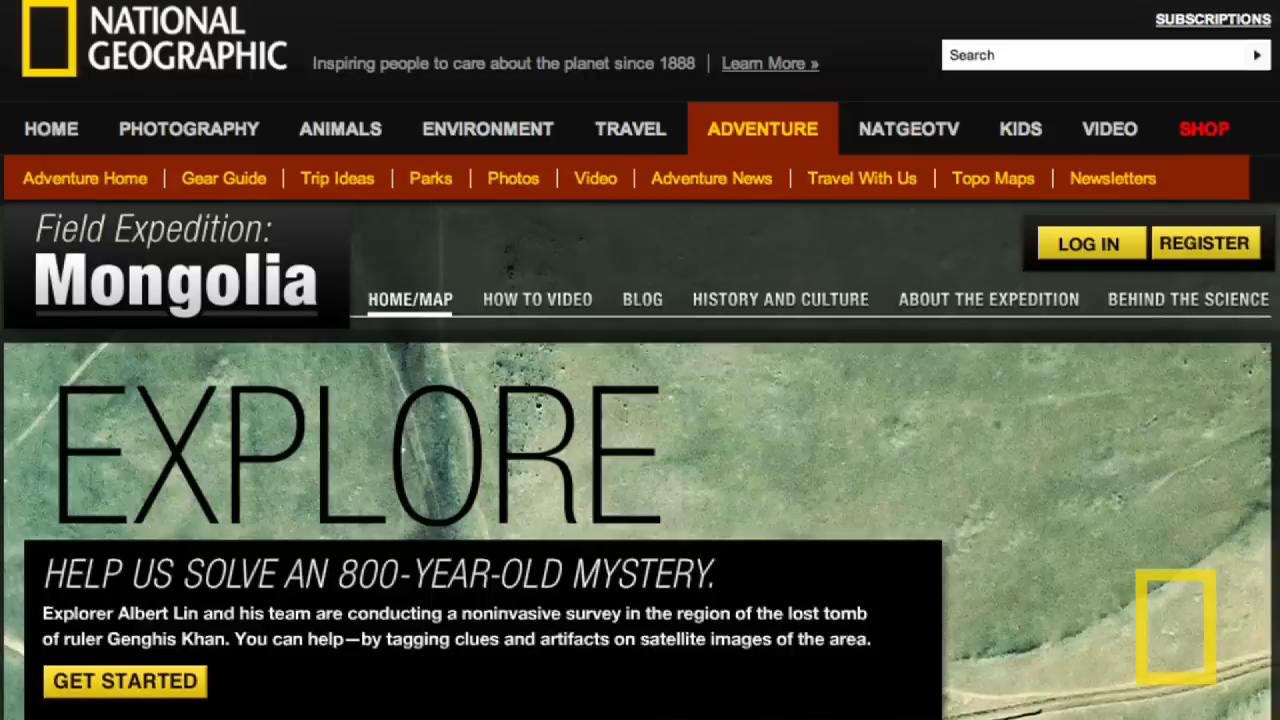 NATIONAL
GEOGRAPHIC
Inspiring people to care about the planet since 1888 | Learn More »
SUBSCRIPTIONS
Search
HOME PHOTOGRAPHY ANIMALS ENVIRONMENT TRAVEL ADVENTURE NATGEOTV KIDS VIDEO SHOP
Adventure Home | Gear Guide | Trip Ideas | Parks | Photos | Video | Adventure News | Travel With Us | Topo Maps | Newsletters
Field Expedition:
Mongolia
LOG IN REGISTER
HOME/MAP HOW TO VIDEO BLOG HISTORY AND CULTURE ABOUT THE EXPEDITION BEHIND THE SCIENCE
EXPLORE
HELP US SOLVE AN 800-YEAR-OLD MYSTERY.
Explorer Albert Lin and his team are conducting a noninvasive survey in the region of the lost tomb
of ruler Genghis Khan. You can help—by tagging clues and artifacts on satellite images of the area.
GET STARTED